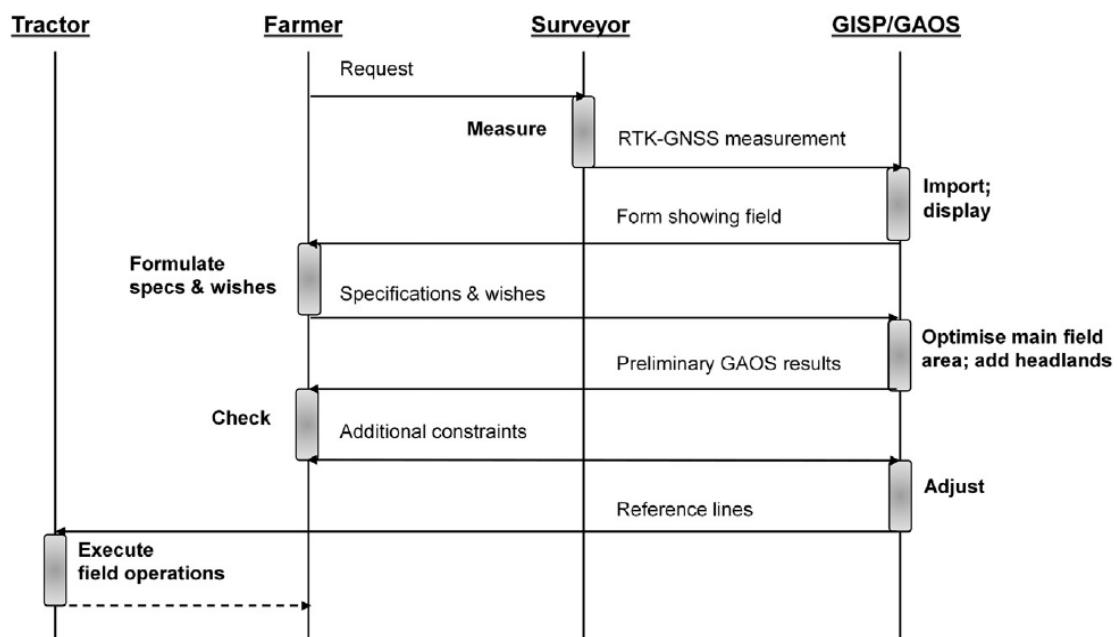 Tractor
Farmer
Surveyor
GISP/GAOS
Request
Measure
RTK-GNSS measurement
Import;
display
Form showing field
Formulate
specs & wishes
Specifications & wishes
Optimise main field
area; add headlands
Preliminary GAOS results
Check
Additional constraints
Adjust
Reference lines
Execute
field operations